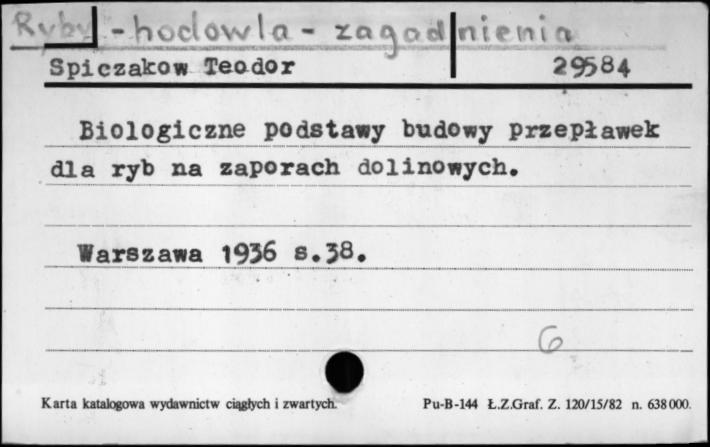 Ryby - hodowla - zagadnienia
Spiczakow Teodor 29584
Biologiczne podstawy budowy przepławek
dla ryb na zaporach dolinowych.
Warszawa 1936 s.38.
6
Karta katalogowa wydawnictw ciągłych i zwartych. Pu-B-144 Ł.Z.Graf. Z. 120/15/82 n. 638000.